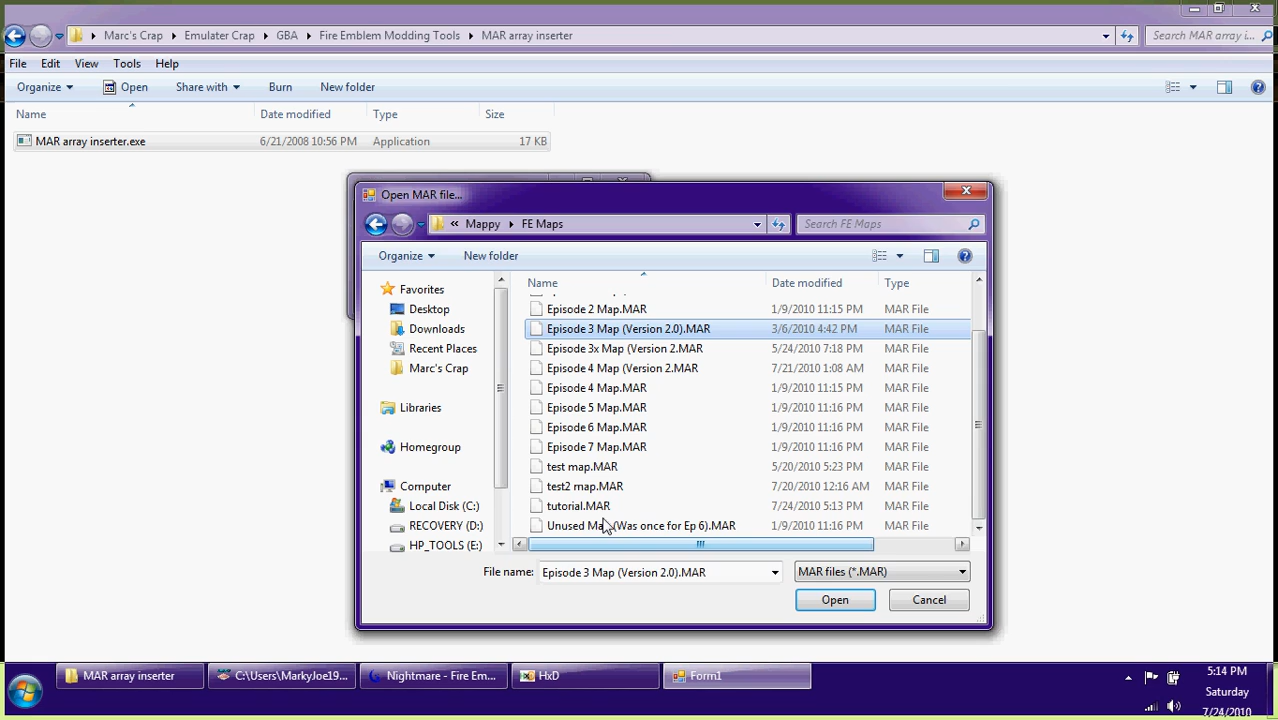 Marc's Crap Emulater Crap GBA Fire Emblem Modding Tools MAR array inserter Search MAR array i...
File Edit View Tools Help
Organize Open Share with Burn New folder
Name Date modified Type Size
MAR array inserter.exe 6/21/2008 10:56 PM Application 17 KB
Open MAR file...
« Mappy FE Maps Search FE Maps
Organize New folder
Name Date modified Type
Favorites
Desktop
Downloads
Recent Places
Marc's Crap
Libraries
Homegroup
Computer
Local Disk (C:)
RECOVERY (D:)
HP_TOOLS (E:)
Episode 2 Map.MAR 1/9/2010 11:15 PM MAR File
Episode 3 Map (Version 2.0).MAR 3/6/2010 4:42 PM MAR File
Episode 3x Map (Version 2.MAR 5/24/2010 7:18 PM MAR File
Episode 4 Map (Version 2.MAR 7/21/2010 1:08 AM MAR File
Episode 4 Map.MAR 1/9/2010 11:15 PM MAR File
Episode 5 Map.MAR 1/9/2010 11:16 PM MAR File
Episode 6 Map.MAR 1/9/2010 11:16 PM MAR File
Episode 7 Map.MAR 1/9/2010 11:16 PM MAR File
test map.MAR 5/20/2010 5:23 PM MAR File
test2 map.MAR 7/20/2010 12:16 AM MAR File
tutorial.MAR 7/24/2010 5:13 PM MAR File
Unused Map (Was once for Ep 6).MAR 1/9/2010 11:16 PM MAR File
File name: Episode 3 Map (Version 2.0).MAR MAR files (*.MAR)
Open Cancel
MAR array inserter C:\Users\MarkyJoe19... Nightmare - Fire Em... HxD Form1
5:14 PM
Saturday
7/24/2010